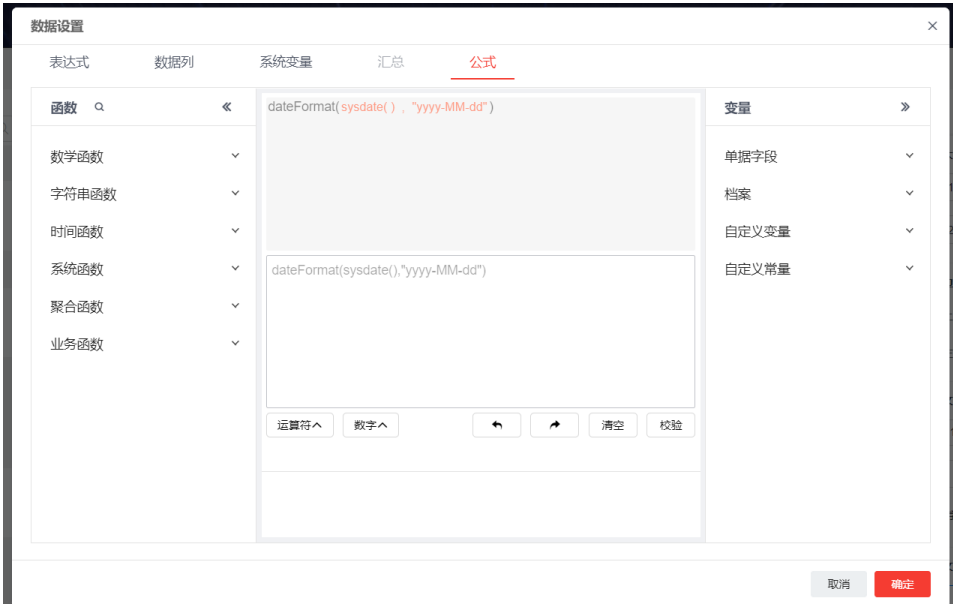 数据设置
表达式 数据列 系统变量 汇总 公式
函数
数学函数
字符串函数
时间函数
系统函数
聚合函数
业务函数
dateFormat(sysdate( ) , "yyyy-MM-dd")
dateFormat(sysdate(),"yyyy-MM-dd")
运算符 数字 清空 校验
变量
单据字段
档案
自定义变量
自定义常量
取消 确定